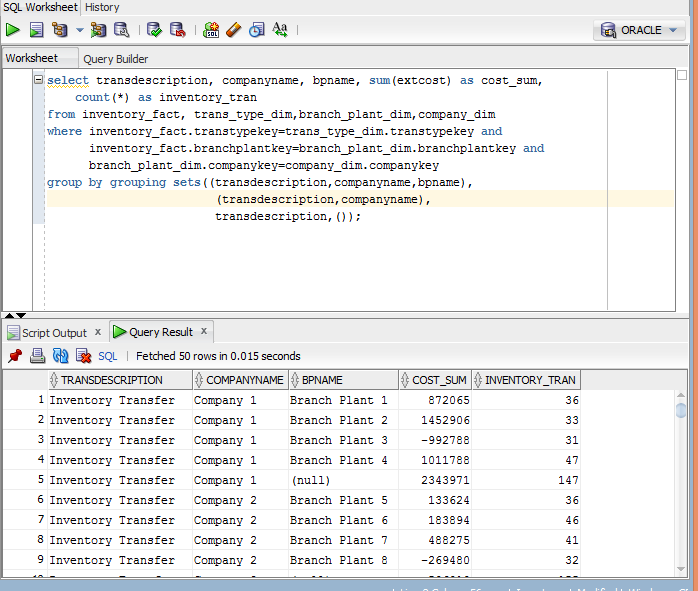 SQL Worksheet History
ORACLE
Worksheet Query Builder
select transdescription, companyname, bpname, sum(extcost) as cost_sum,
count(*) as inventory_tran
from inventory_fact, trans_type_dim,branch_plant_dim,company_dim
where inventory_fact.transtypekey=trans_type_dim.transtypekey and
inventory_fact.branchplantkey=branch_plant_dim.branchplantkey and
branch_plant_dim.companykey=company_dim.companykey
group by grouping sets((transdescription,companyname,bpname),
(transdescription,companyname),
transdescription,());
Script Output x Query Result x
SQL | Fetched 50 rows in 0.015 seconds
TRANSDESCRIPTION COMPANYNAME BPNAME COST_SUM INVENTORY_TRAN
1 Inventory Transfer Company 1 Branch Plant 1 872065 36
2 Inventory Transfer Company 1 Branch Plant 2 1452906 33
3 Inventory Transfer Company 1 Branch Plant 3 -992788 31
4 Inventory Transfer Company 1 Branch Plant 4 1011788 47
5 Inventory Transfer Company 1 (null) 2343971 147
6 Inventory Transfer Company 2 Branch Plant 5 133624 36
7 Inventory Transfer Company 2 Branch Plant 6 183894 46
8 Inventory Transfer Company 2 Branch Plant 7 488275 41
9 Inventory Transfer Company 2 Branch Plant 8 -269480 32